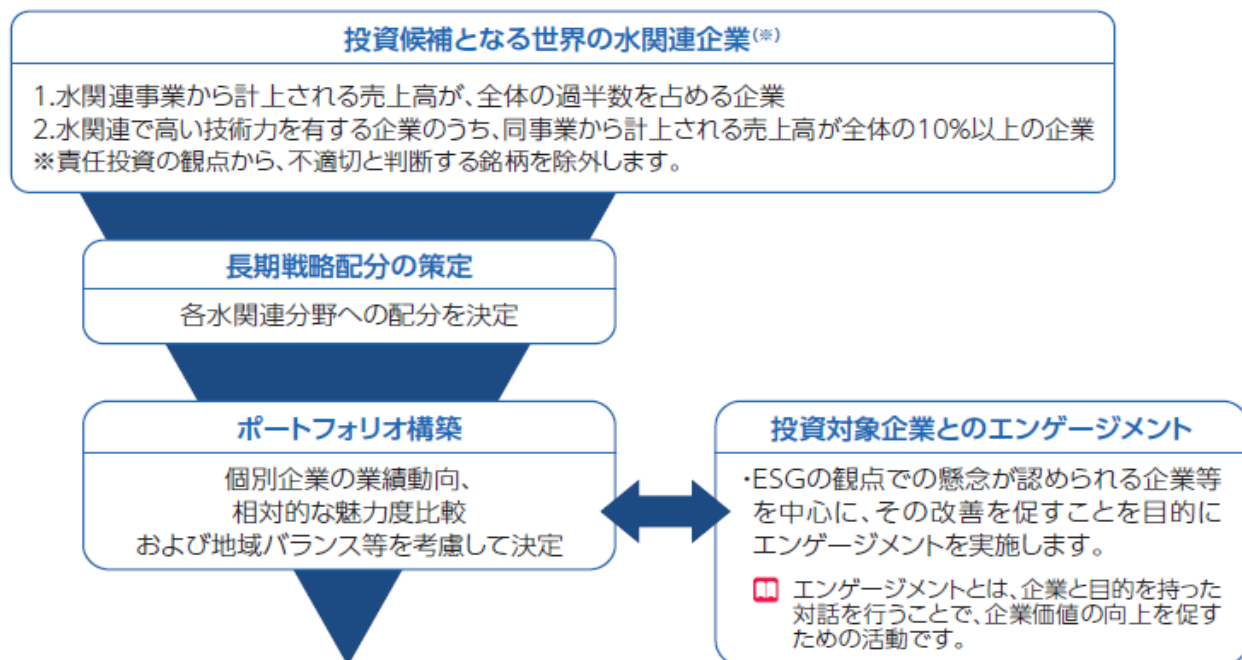 投資候補となる世界の水関連企業(※)
1.水関連事業から計上される売上高が、全体の過半数を占める企業
2.水関連で高い技術力を有する企業のうち、同事業から計上される売上高が全体の10%以上の企業
※責任投資の観点から、不適切と判断する銘柄を除外します。
長期戦略配分の策定
各水関連分野への配分を決定
ポートフォリオ構築
個別企業の業績動向、
相対的な魅力度比較
および地域バランス等を考慮して決定
投資対象企業とのエンゲージメント
・ESGの観点での懸念が認められる企業等
を中心に、その改善を促すことを目的に
エンゲージメントを実施します。
エンゲージメントとは、企業と目的を持った
対話を行うことで、企業価値の向上を促す
ための活動です。